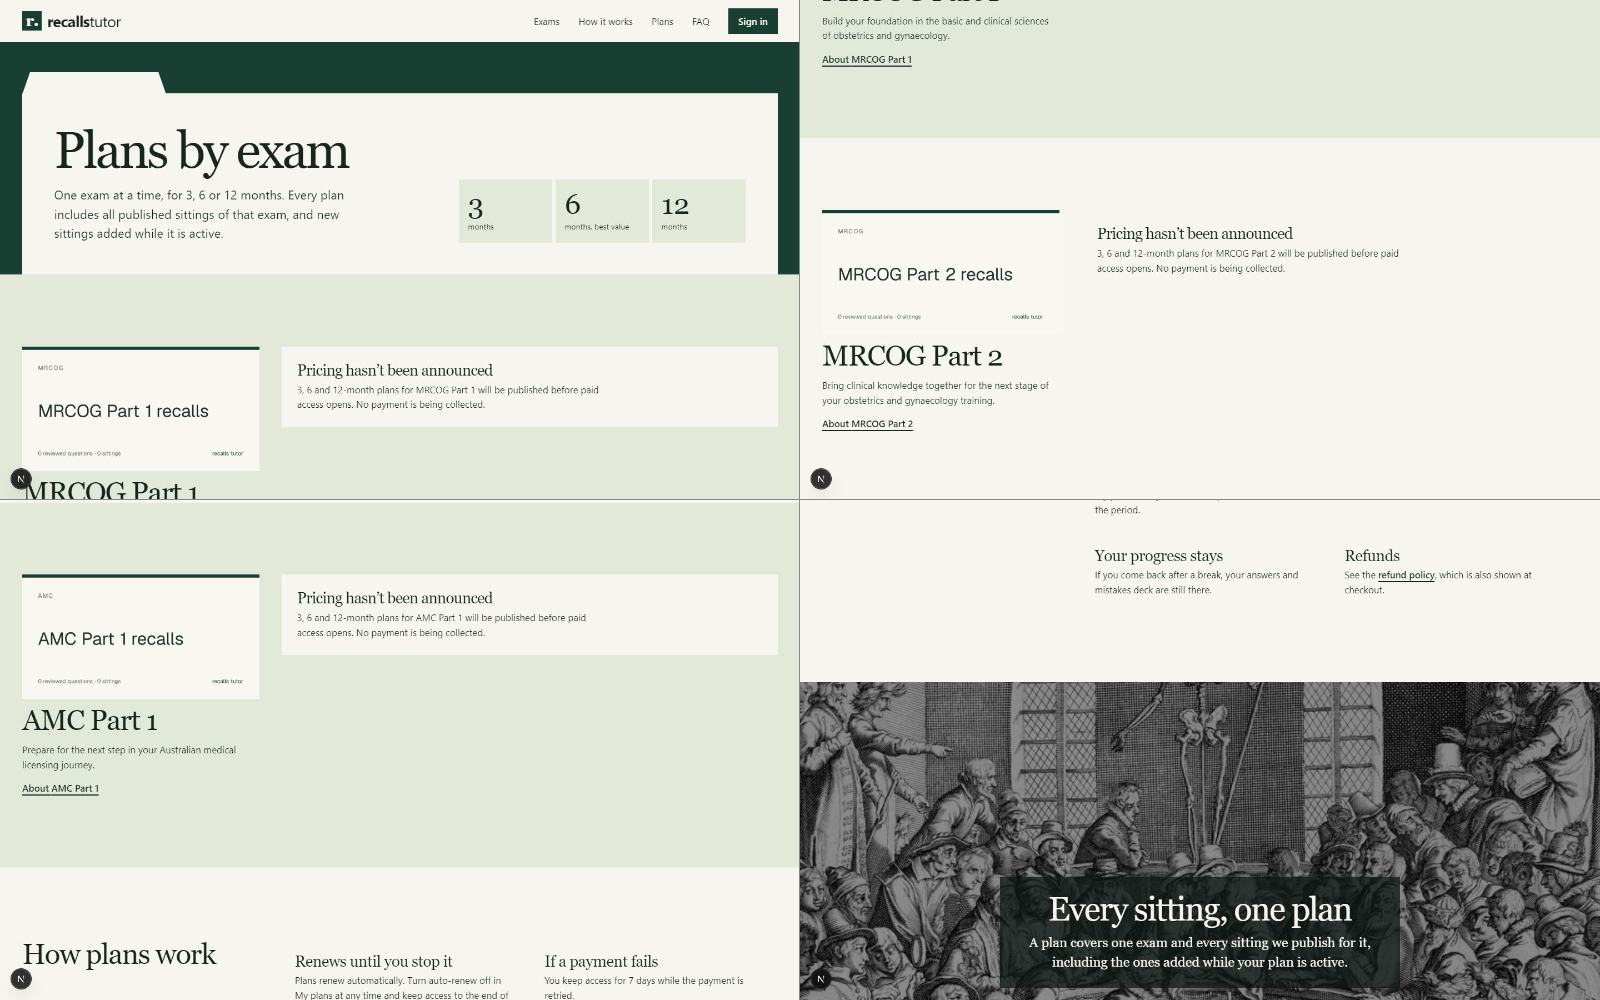 r. recallstutor
Exams How it works Plans FAQ Sign in
Plans by exam
One exam at a time, for 3, 6 or 12 months. Every plan
includes all published sittings of that exam, and new
sittings added while it is active.
3
months
6
months, best value
12
months
MRCOG
MRCOG Part 1 recalls
0 reviewed questions · 0 sittings recalls tutor
MRCOG Part 1
Pricing hasn’t been announced
3, 6 and 12-month plans for MRCOG Part 1 will be published before paid
access opens. No payment is being collected.
N
Build your foundation in the basic and clinical sciences
of obstetrics and gynaecology.
About MRCOG Part 1
MRCOG
MRCOG Part 2 recalls
0 reviewed questions · 0 sittings recalls tutor
MRCOG Part 2
Bring clinical knowledge together for the next stage of
your obstetrics and gynaecology training.
About MRCOG Part 2
Pricing hasn’t been announced
3, 6 and 12-month plans for MRCOG Part 2 will be published before paid
access opens. No payment is being collected.
N
AMC
AMC Part 1 recalls
0 reviewed questions · 0 sittings recalls tutor
AMC Part 1
Prepare for the next step in your Australian medical
licensing journey.
About AMC Part 1
Pricing hasn’t been announced
3, 6 and 12-month plans for AMC Part 1 will be published before paid
access opens. No payment is being collected.
How plans work
Renews until you stop it
Plans renew automatically. Turn auto-renew off in
My plans at any time and keep access to the end of
If a payment fails
You keep access for 7 days while the payment is
retried.
N
the period.
Your progress stays
If you come back after a break, your answers and
mistakes deck are still there.
Refunds
See the refund policy, which is also shown at
checkout.
Every sitting, one plan
A plan covers one exam and every sitting we publish for it,
including the ones added while your plan is active.
N